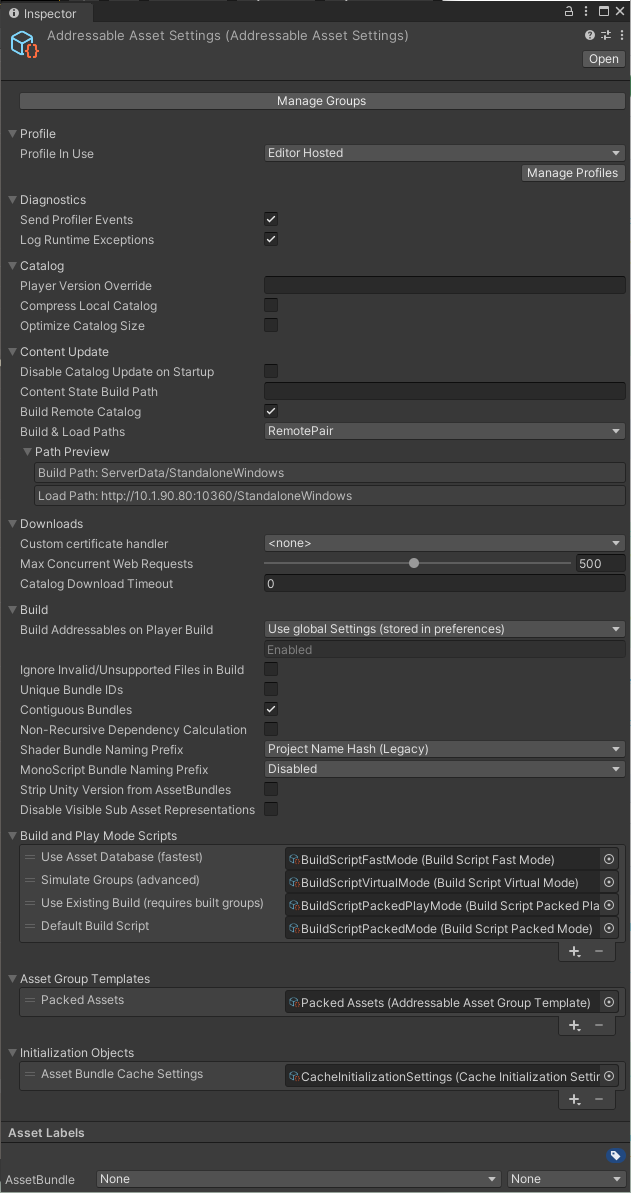 Inspector
Addressable Asset Settings (Addressable Asset Settings)
Open
Manage Groups
Profile
Profile In Use Editor Hosted
Manage Profiles
Diagnostics
Send Profiler Events
Log Runtime Exceptions
Catalog
Player Version Override
Compress Local Catalog
Optimize Catalog Size
Content Update
Disable Catalog Update on Startup
Content State Build Path
Build Remote Catalog
Build & Load Paths RemotePair
Path Preview
Build Path: ServerData/StandaloneWindows
Load Path: http://10.1.90.80:10360/StandaloneWindows
Downloads
Custom certificate handler <none>
Max Concurrent Web Requests 500
Catalog Download Timeout 0
Build
Build Addressables on Player Build Use global Settings (stored in preferences)
Enabled
Ignore Invalid/Unsupported Files in Build
Unique Bundle IDs
Contiguous Bundles
Non-Recursive Dependency Calculation
Shader Bundle Naming Prefix Project Name Hash (Legacy)
MonoScript Bundle Naming Prefix Disabled
Strip Unity Version from AssetBundles
Disable Visible Sub Asset Representations
Build and Play Mode Scripts
Use Asset Database (fastest) BuildScriptFastMode (Build Script Fast Mode)
Simulate Groups (advanced) BuildScriptVirtualMode (Build Script Virtual Mode)
Use Existing Build (requires built groups) BuildScriptPackedPlayMode (Build Script Packed Pla
Default Build Script BuildScriptPackedMode (Build Script Packed Mode)
Asset Group Templates
Packed Assets Packed Assets (Addressable Asset Group Template)
Initialization Objects
Asset Bundle Cache Settings CacheInitializationSettings (Cache Initialization Settin
Asset Labels
AssetBundle None None